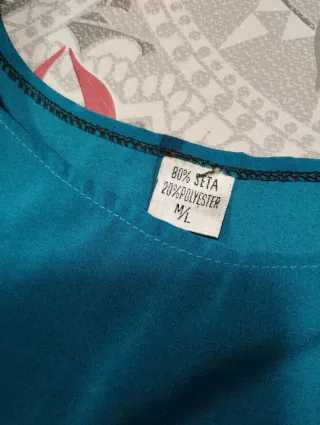 80% SETA
20% POLYESTER
M/L